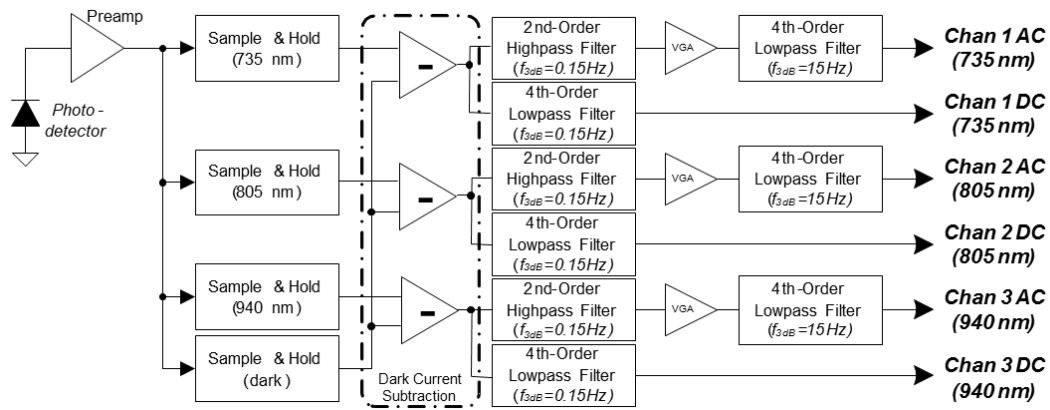 Preamp
Photo -
detector
Sample & Hold
(735 nm)
Sample & Hold
(805 nm)
Sample & Hold
(940 nm)
Sample & Hold
(dark)
-
-
-
Dark Current
Subtraction
2nd-Order
Highpass Filter
(f3dB=0.15Hz)
VGA
4th-Order
Lowpass Filter
(f3dB=15Hz)
Chan 1 AC
(735 nm)
4th-Order
Lowpass Filter
(f3dB=0.15Hz)
Chan 1 DC
(735 nm)
2nd-Order
Highpass Filter
(f3dB=0.15Hz)
VGA
4th-Order
Lowpass Filter
(f3dB=15Hz)
Chan 2 AC
(805 nm)
4th-Order
Lowpass Filter
(f3dB=0.15Hz)
Chan 2 DC
(805 nm)
2nd-Order
Highpass Filter
(f3dB=0.15Hz)
VGA
4th-Order
Lowpass Filter
(f3dB=15Hz)
Chan 3 AC
(940 nm)
4th-Order
Lowpass Filter
(f3dB=0.15Hz)
Chan 3 DC
(940 nm)